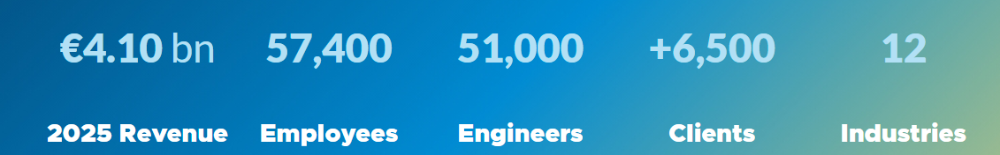 €4.10 bn 57,400 51,000 +6,500 12
2025 Revenue Employees Engineers Clients Industries